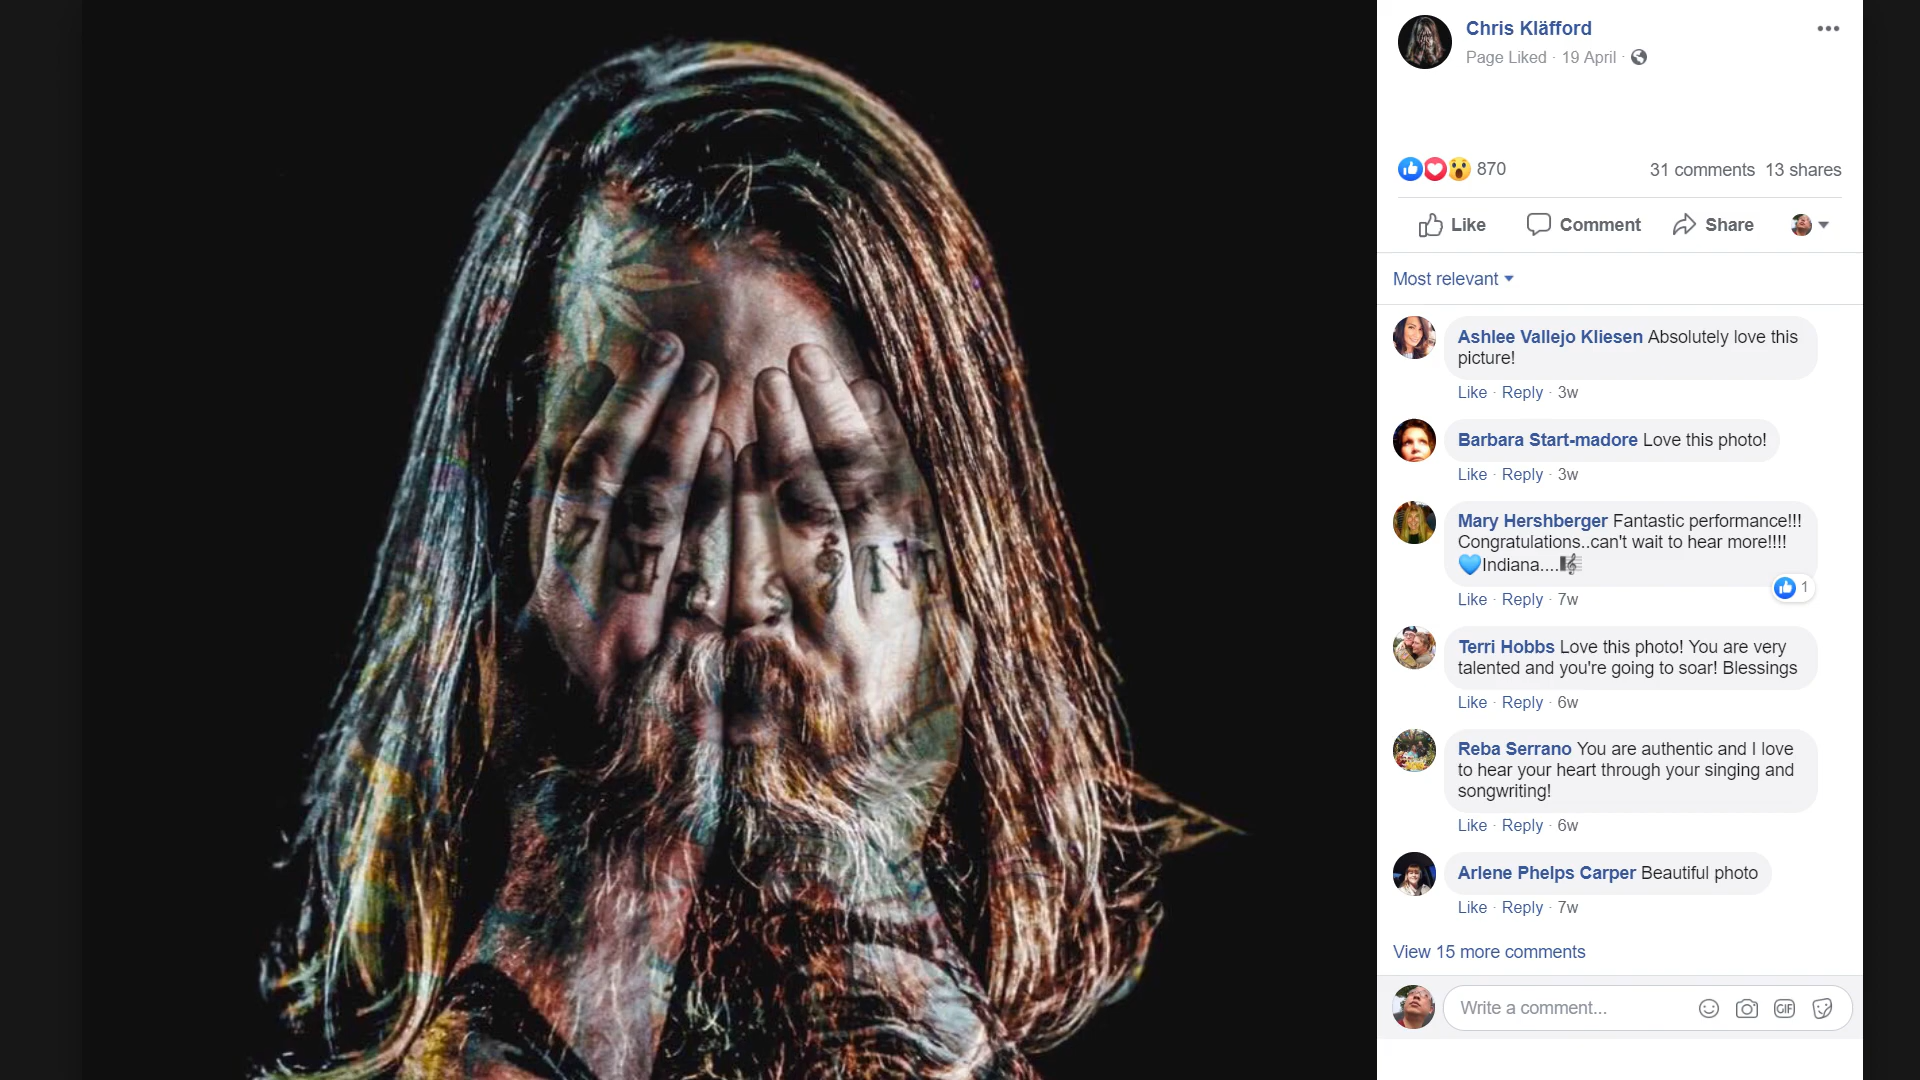 Chris Kläfford
Page Liked · 19 April ·
870
31 comments 13 shares
Like
Comment
Share
Most relevant
Ashlee Vallejo Kliesen Absolutely love this
picture!
Like · Reply · 3w
Barbara Start-madore Love this photo!
Like · Reply · 3w
Mary Hershberger Fantastic performance!!!
Congratulations..can't wait to hear more!!!!
💙Indiana....🎼
1
Like · Reply · 7w
Terri Hobbs Love this photo! You are very
talented and you're going to soar! Blessings
Like · Reply · 6w
Reba Serrano You are authentic and I love
to hear your heart through your singing and
songwriting!
Like · Reply · 6w
Arlene Phelps Carper Beautiful photo
Like · Reply · 7w
View 15 more comments
Write a comment...
GIF